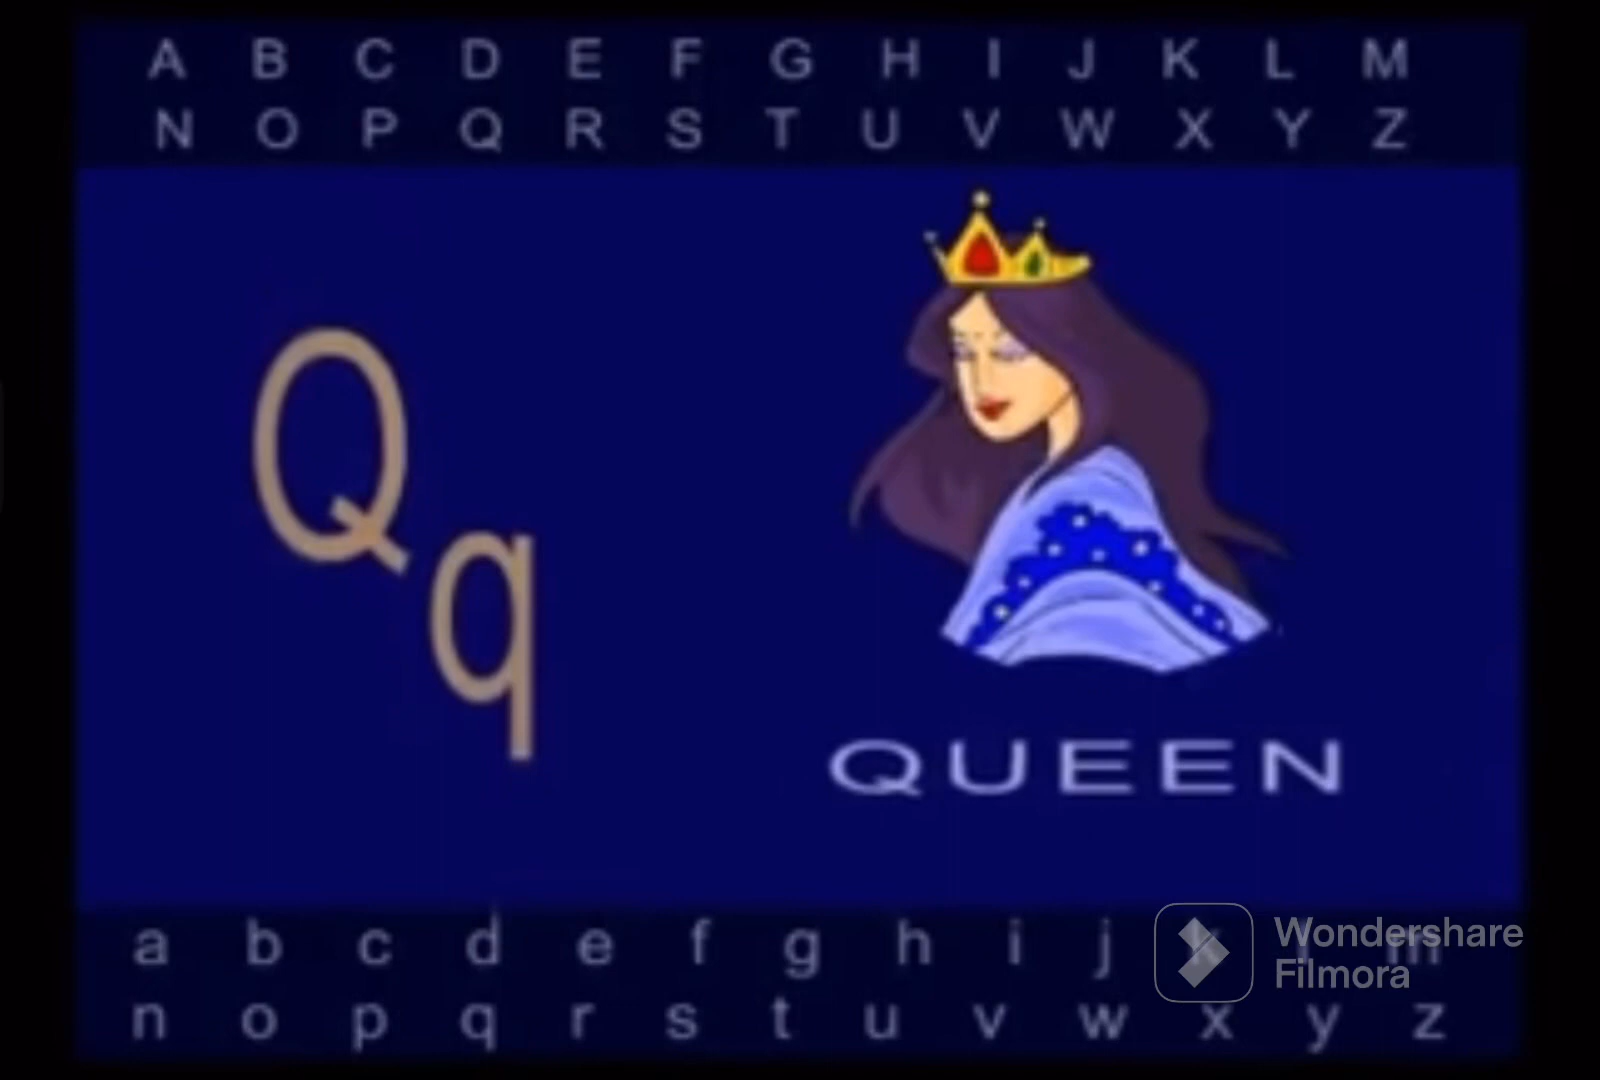 A B C D E F G H I J K L M
N O P Q R S T U V W X Y Z
Q
q
QUEEN
a b c d e f g h i j k l m
n o p q r s t u v w x y z
Wondershare
Filmora